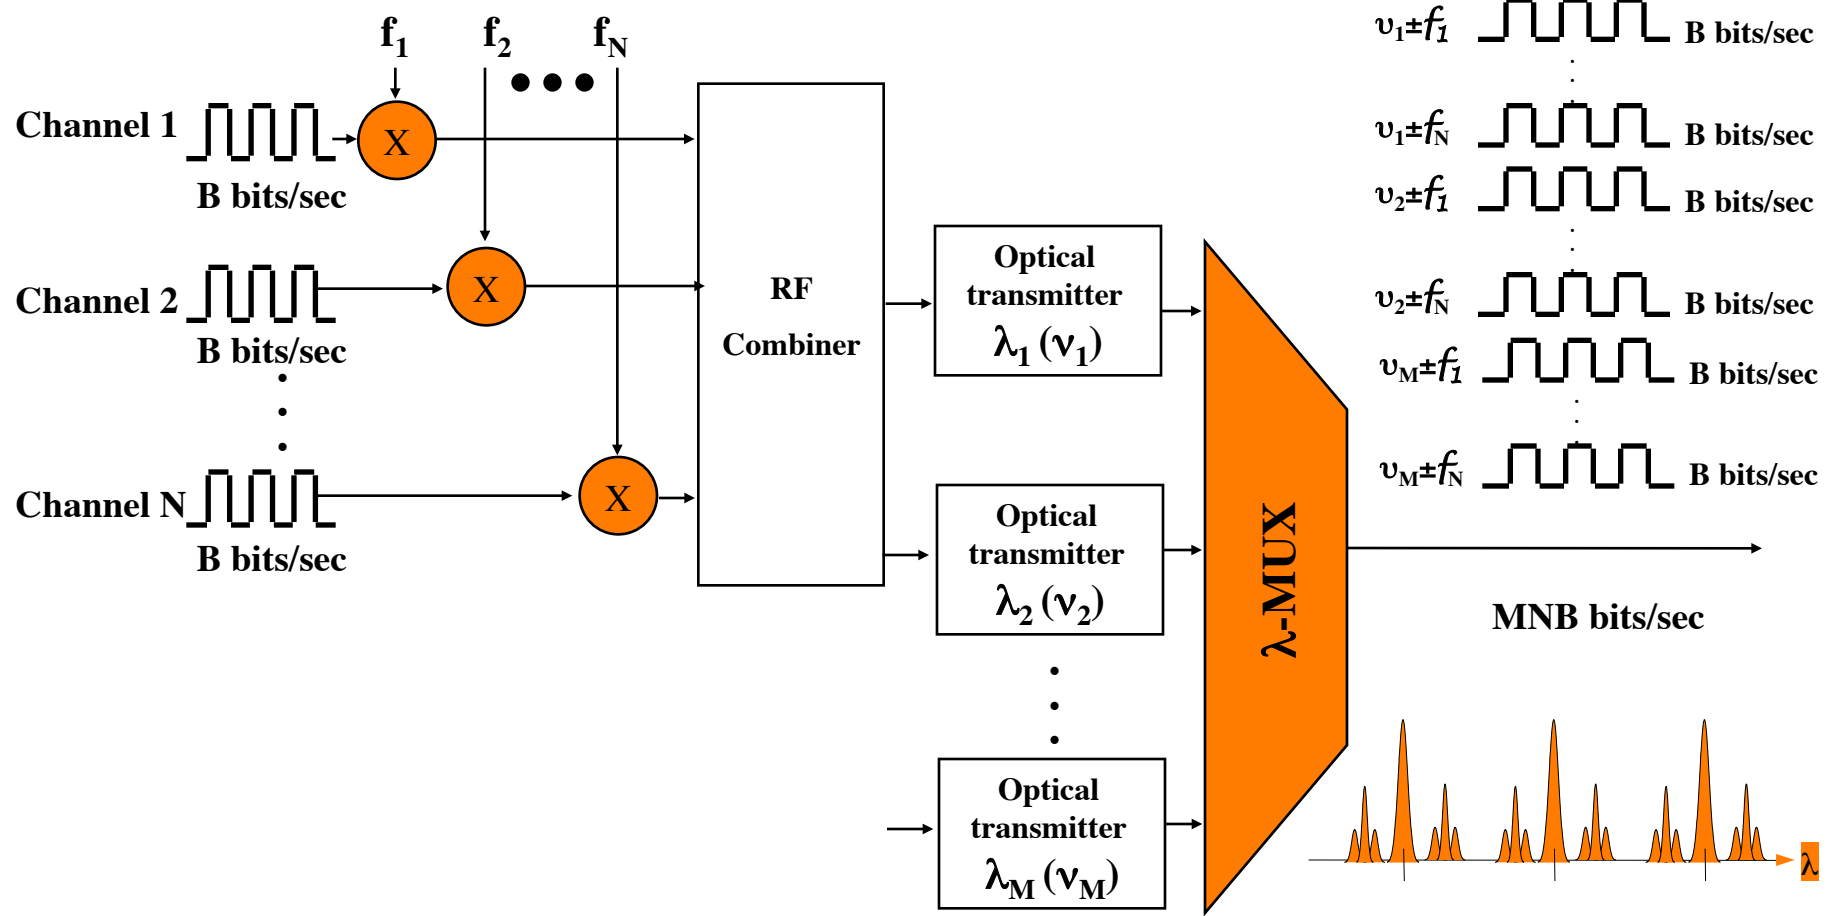 f1
f2
fN
Channel 1
X
B bits/sec
Channel 2
X
B bits/sec
Channel N
X
B bits/sec
RF
Combiner
Optical
transmitter
λ1 (ν1)
Optical
transmitter
λ2 (ν2)
Optical
transmitter
λM (νM)
λ-MUX
υ1±f1 B bits/sec
υ1±fN B bits/sec
υ2±f1 B bits/sec
υ2±fN B bits/sec
υM±f1 B bits/sec
υM±fN B bits/sec
MNB bits/sec
λ